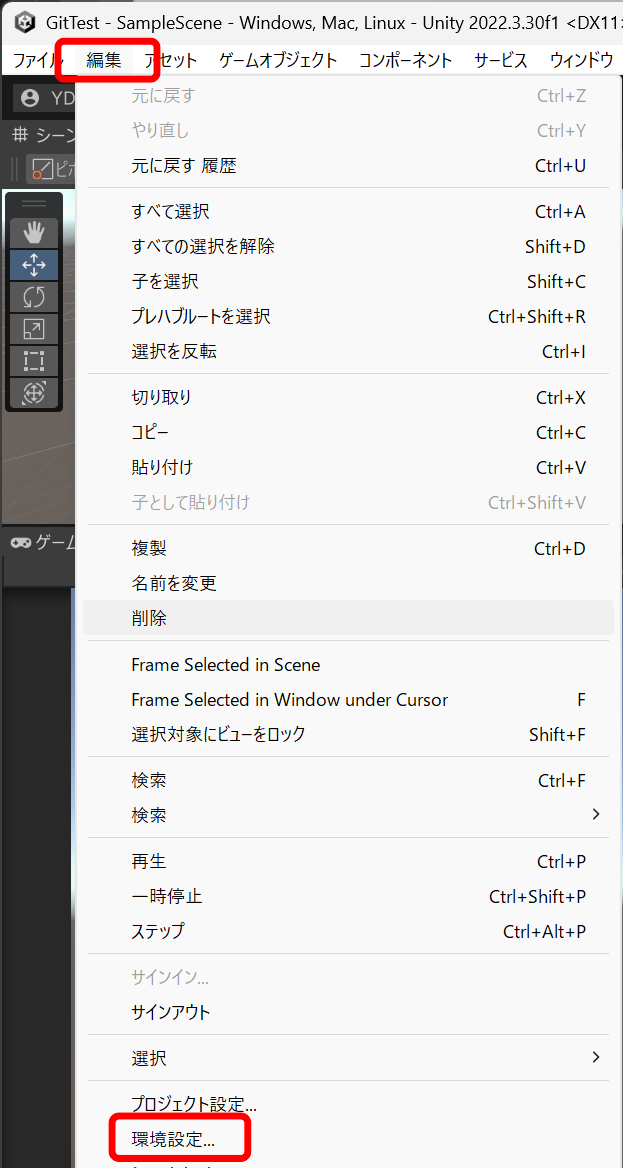 GitTest - SampleScene - Windows, Mac, Linux - Unity 2022.3.30f1 <DX11>
ファイル 編集 アセット ゲームオブジェクト コンポーネント サービス ウィンドウ
YD
シーン
元に戻す Ctrl+Z
やり直し Ctrl+Y
元に戻す 履歴 Ctrl+U
すべて選択 Ctrl+A
すべての選択を解除 Shift+D
子を選択 Shift+C
プレハブルートを選択 Ctrl+Shift+R
選択を反転 Ctrl+I
切り取り Ctrl+X
コピー Ctrl+C
貼り付け Ctrl+V
子として貼り付け Ctrl+Shift+V
ゲーム
複製 Ctrl+D
名前を変更
削除
Frame Selected in Scene
Frame Selected in Window under Cursor F
選択対象にビューをロック Shift+F
検索 Ctrl+F
検索
再生 Ctrl+P
一時停止 Ctrl+Shift+P
ステップ Ctrl+Alt+P
サインイン...
サインアウト
選択
プロジェクト設定...
環境設定...